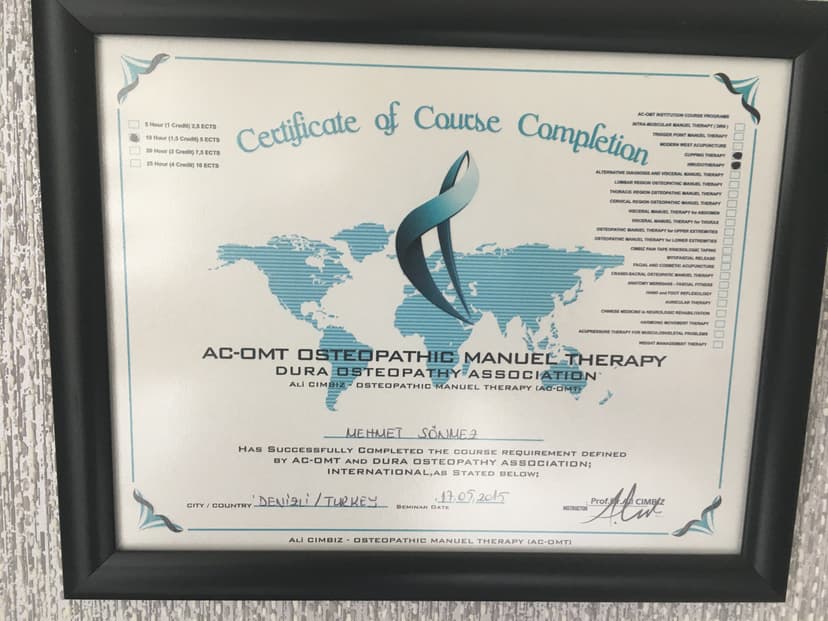 Certificate of Course Completion
5 Hour (1 Credit) 2,5 ECTS
10 Hour (1,5 Credit) 5 ECTS
20 Hour (2 Credit) 7,5 ECTS
25 Hour (4 Credit) 10 ECTS
AC-OMT INSTITUTION COURSE PROGRAMS
INTRA-MUSCULAR MANUEL THERAPY ( DRN )
TRIGGER POINT MANUEL THERAPY
MODERN WEST ACUPUNCTURE
CUPPING THERAPY
HIRUDOTHERAPY
ALTERNATIVE DIAGNOSIS AND VISCERAL MANUEL THERAPY
LUMBAR REGION OSTEOPATHIC MANUEL THERAPY
THORACIS REGION OSTEOPATHIC MANUEL THERAPY
CERVICAL REGION OSTEOPATHIC MANUEL THERAPY
VISCERAL MANUEL THERAPY for ABDOMEN
VISCERAL MANUEL THERAPY for THORAX
OSTEOPATHIC MANUEL THERAPY for UPPER EXTREMITIES
OSTEOPATHIC MANUEL THERAPY for LOWER EXTREMITIES
CIMBIZ PAIN TAPE KINESIOLOGIC TAPING
MYOFASCIAL RELEASE
FACIAL AND COSMETIC ACUPUNCTURE
CRANIO-SACRAL OSTEOPATIC MANUEL THERAPY
ANATOMY MERIDIANS - FASCIAL FITNESS
HAND and FOOT REFLEXOLOGY
AURICULAR THERAPY
CHINESE MEDICINE in NEUROLOGIC REHABILITATION
HARMONIC MOVEMENT THERAPY
ACUPRESSURE THERAPY FOR MUSCULOSKELETAL PROBLEMS
WEIGHT MANAGEMENT THERAPY
AC-OMT OSTEOPATHIC MANUEL THERAPY
DURA OSTEOPATHY ASSOCIATION
ALİ CIMBIZ - OSTEOPATHIC MANUEL THERAPY (AC-OMT)
MEHMET SÖNMEZ
HAS SUCCESSFULLY COMPLETED THE COURSE REQUIREMENT DEFINED
BY AC-OMT AND DURA OSTEOPATHY ASSOCIATION;
INTERNATIONAL,AS STATED BELOW;
CITY / COUNTRY DENİZLİ / TURKEY SEMINAR DATE 17.05.2015 INSTRUCTOR Prof.Dr.Ali CIMBIZ
ALİ CIMBIZ - OSTEOPATHIC MANUEL THERAPY (AC-OMT)